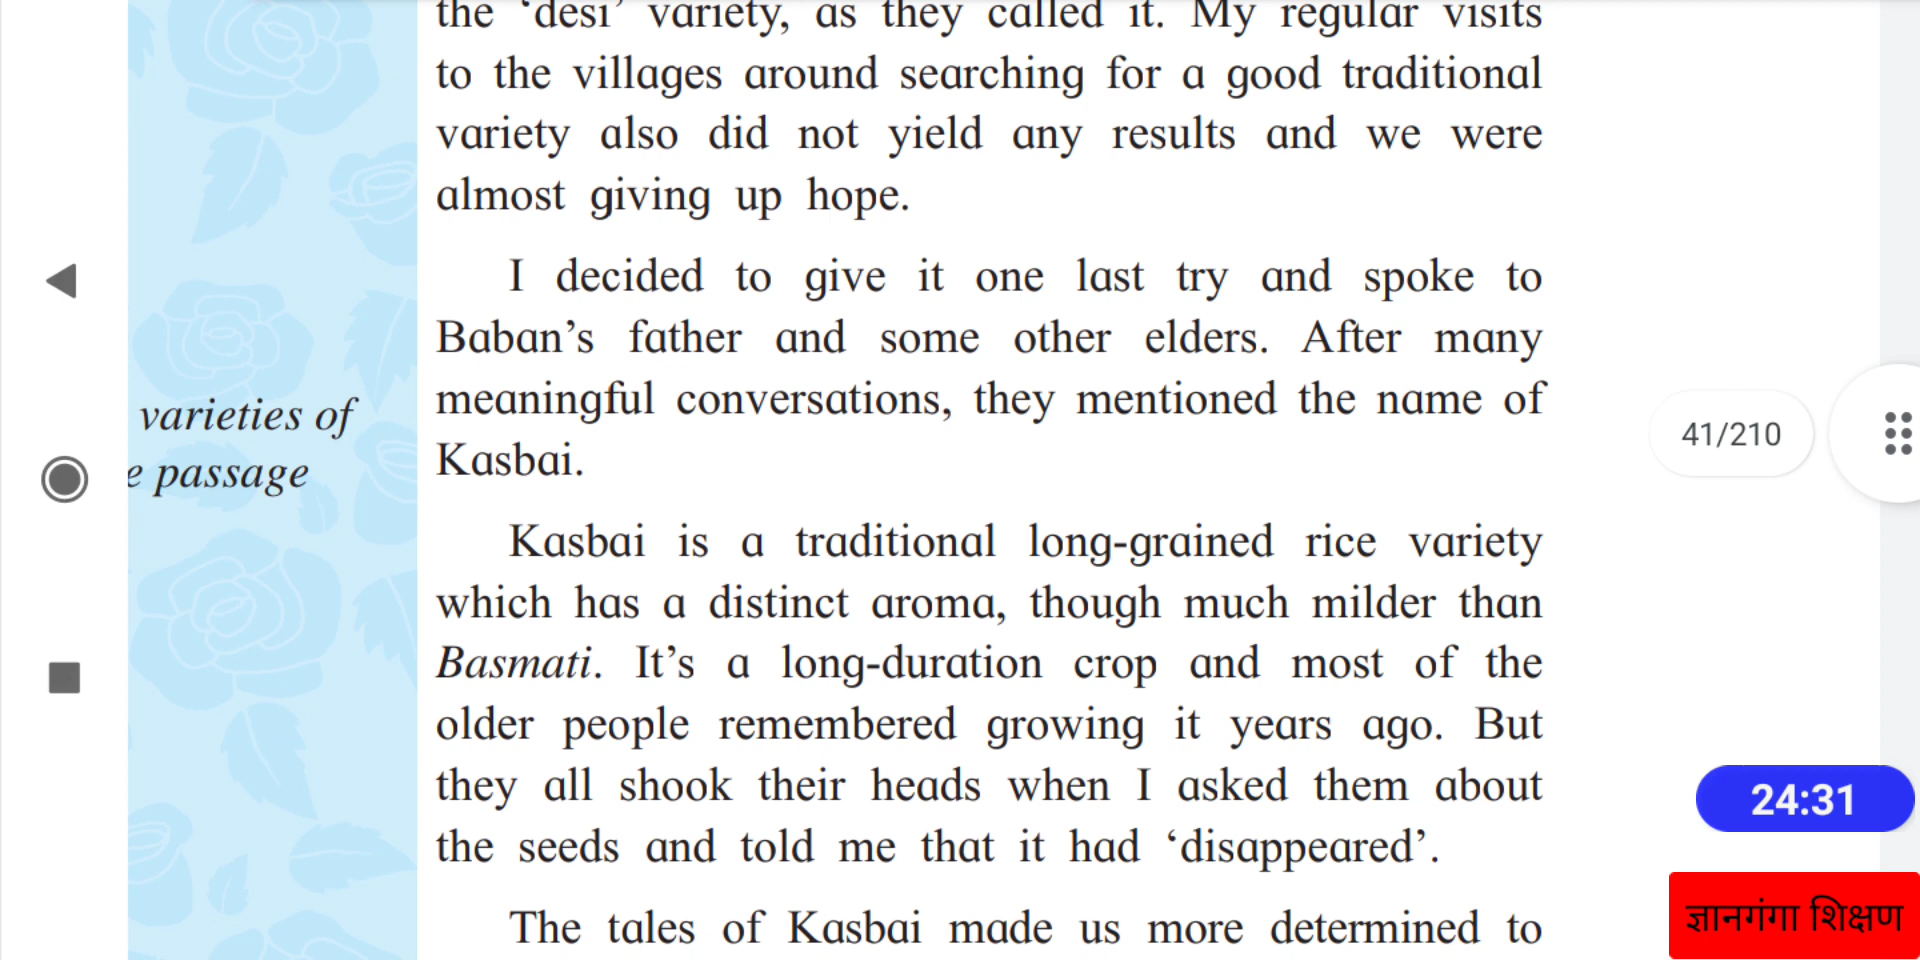 the ‘desi’ variety, as they called it. My regular visits
to the villages around searching for a good traditional
variety also did not yield any results and we were
almost giving up hope.
I decided to give it one last try and spoke to
Baban’s father and some other elders. After many
meaningful conversations, they mentioned the name of
Kasbai.
Kasbai is a traditional long-grained rice variety
which has a distinct aroma, though much milder than
Basmati. It’s a long-duration crop and most of the
older people remembered growing it years ago. But
they all shook their heads when I asked them about
the seeds and told me that it had ‘disappeared’.
The tales of Kasbai made us more determined to
varieties of
e passage
41/210
24:31
ज्ञानगंगा शिक्षण